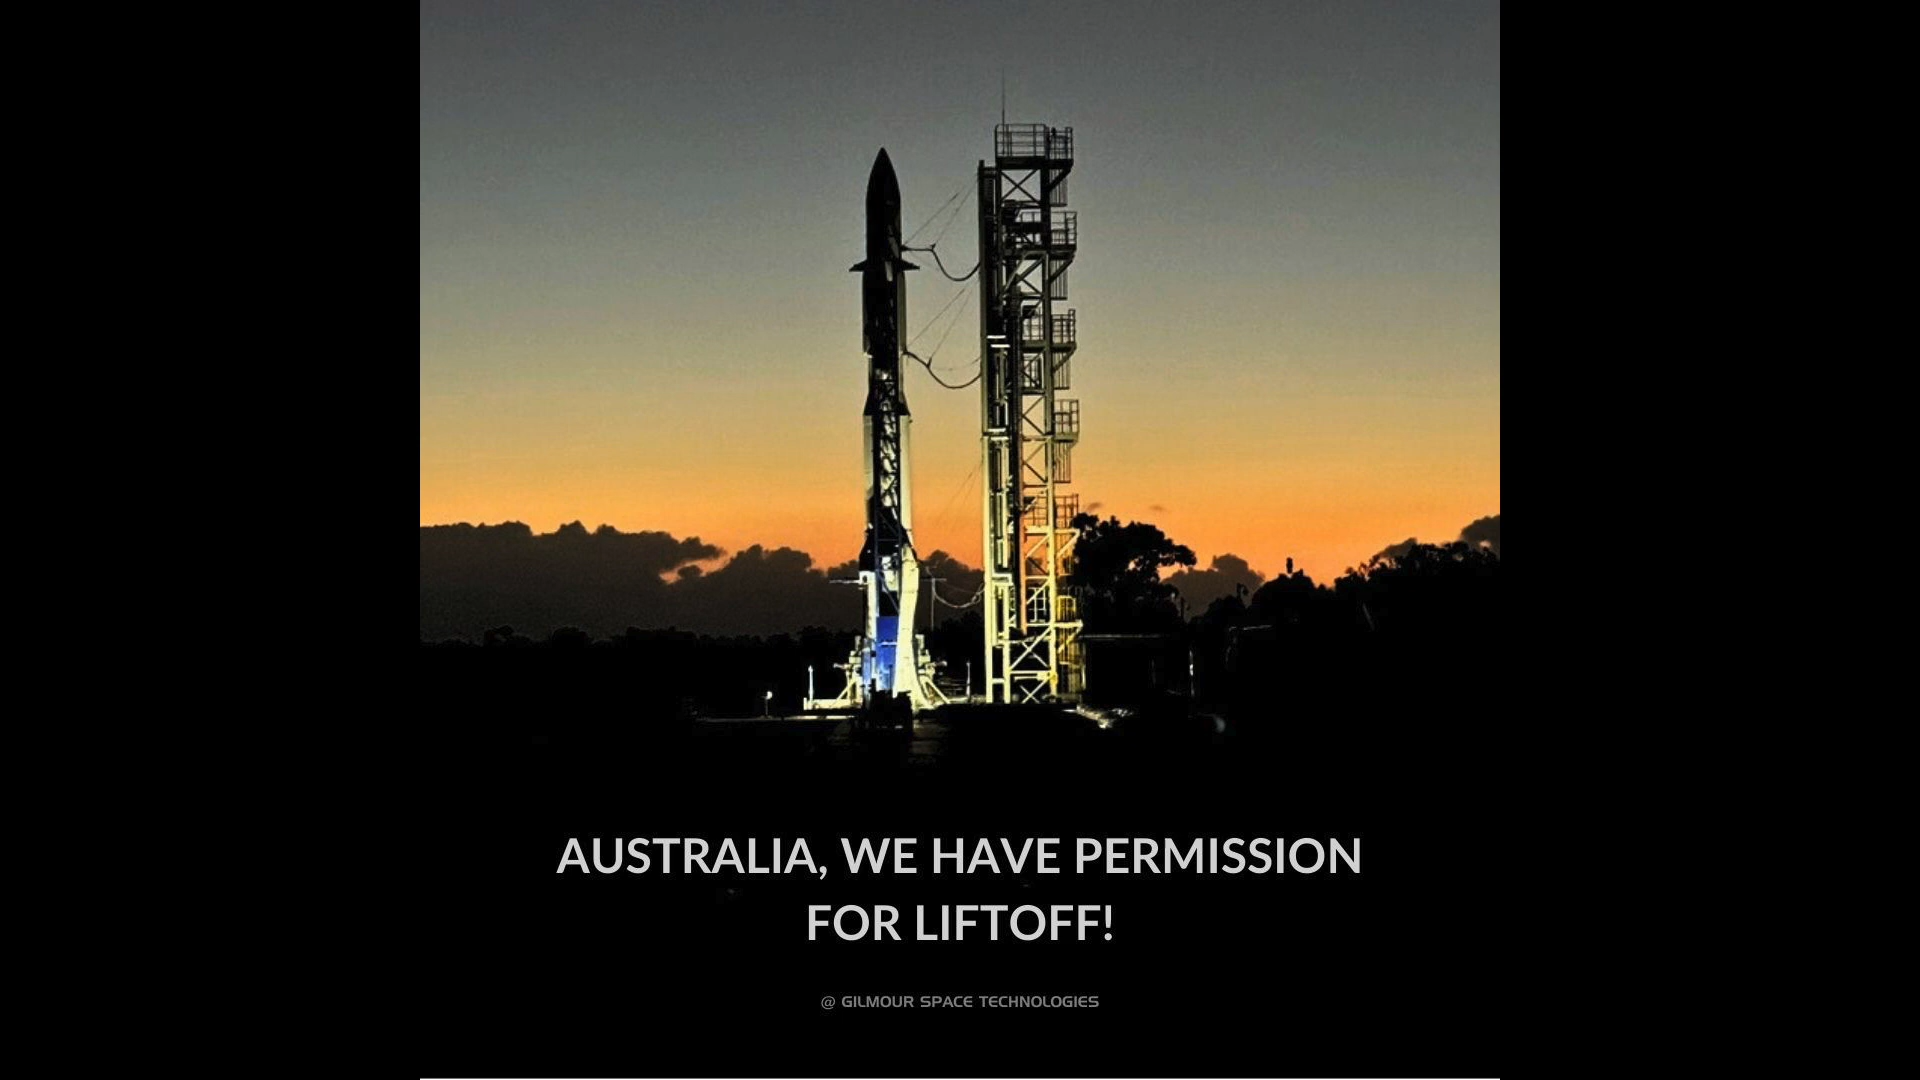 AUSTRALIA, WE HAVE PERMISSION
FOR LIFTOFF!
@ GILMOUR SPACE TECHNOLOGIES